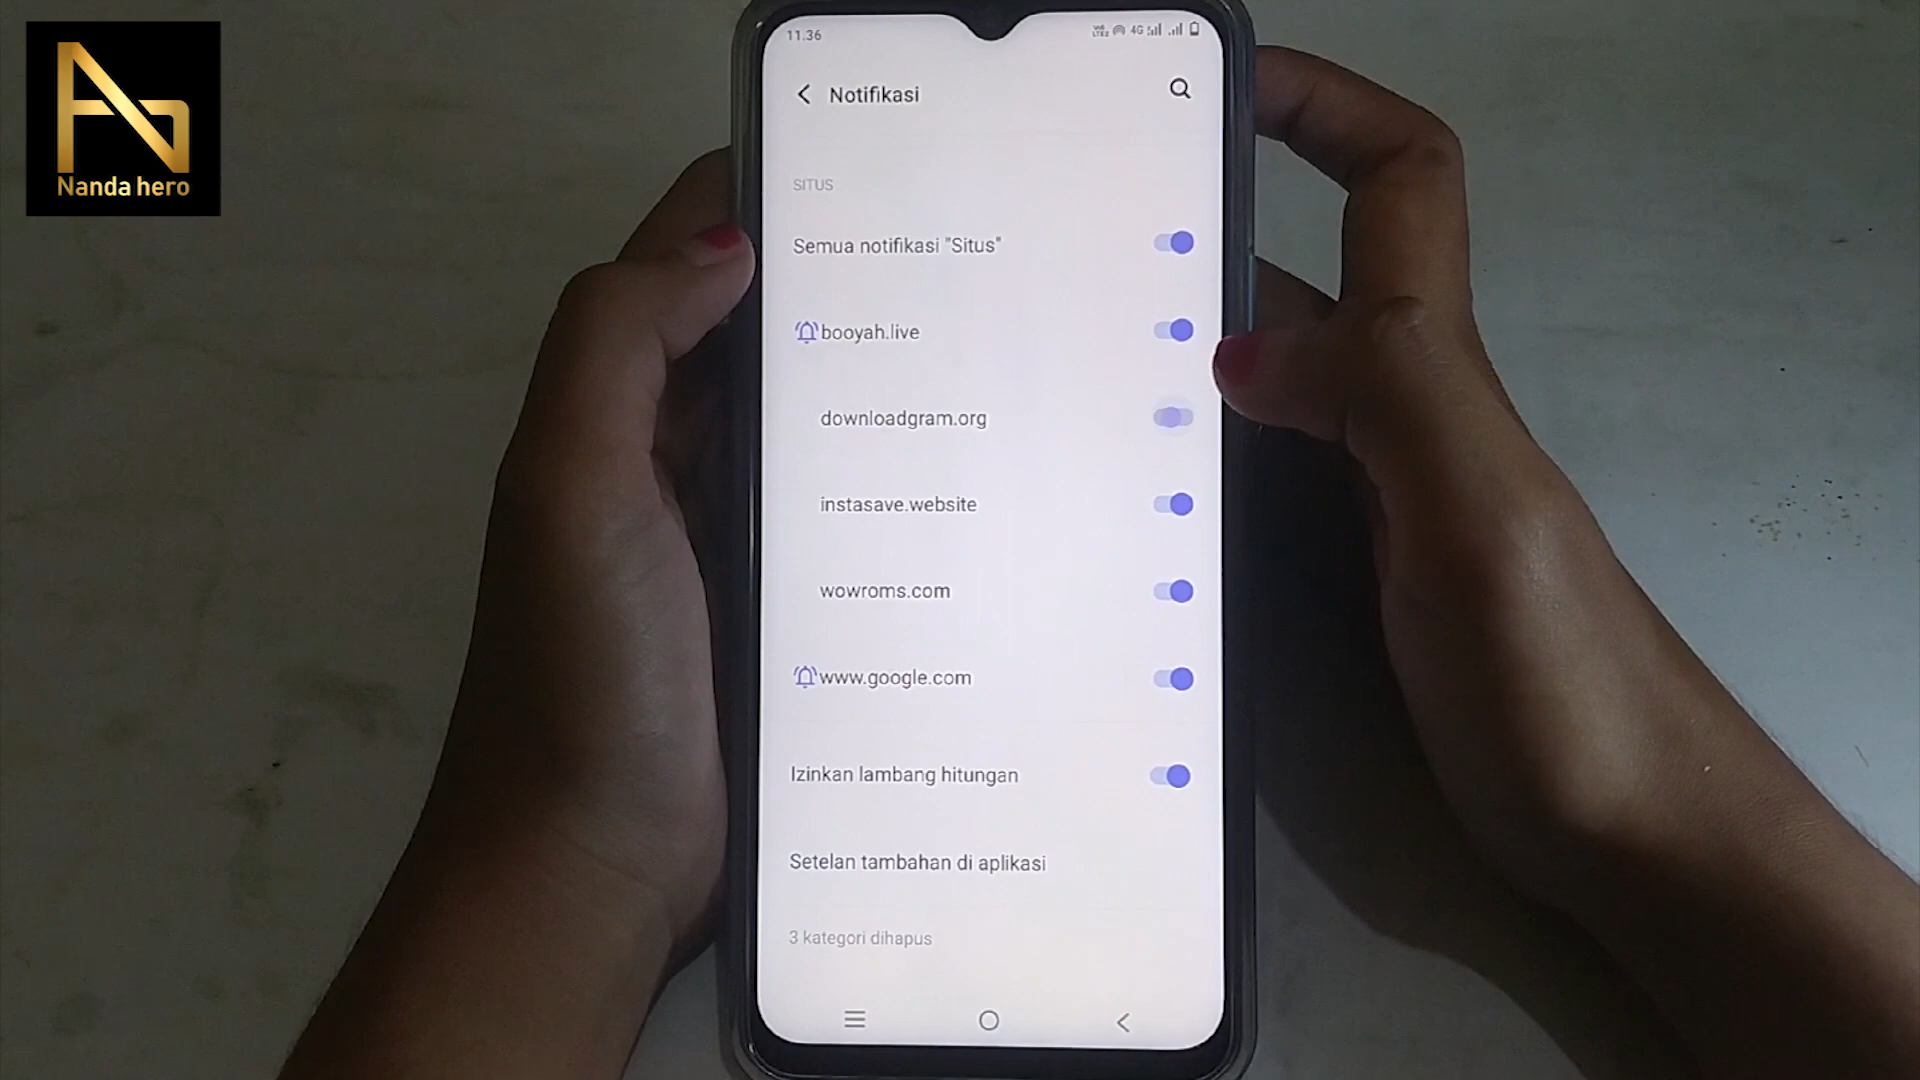 Nanda hero
11.36
4G
Notifikasi
SITUS
Semua notifikasi "Situs"
booyah.live
downloadgram.org
instasave.website
wowroms.com
www.google.com
Izinkan lambang hitungan
Setelan tambahan di aplikasi
3 kategori dihapus